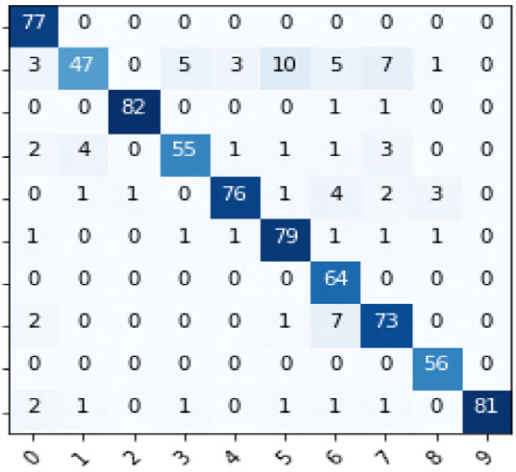 77 0 0 0 0 0 0 0 0 0
3 47 0 5 3 10 5 7 1 0
0 0 82 0 0 0 1 1 0 0
2 4 0 55 1 1 1 3 0 0
0 1 1 0 76 1 4 2 3 0
1 0 0 1 1 79 1 1 1 0
0 0 0 0 0 0 64 0 0 0
2 0 0 0 0 1 7 73 0 0
0 0 0 0 0 0 0 0 56 0
2 1 0 1 0 1 1 1 0 81
0 1 2 3 4 5 6 7 8 9